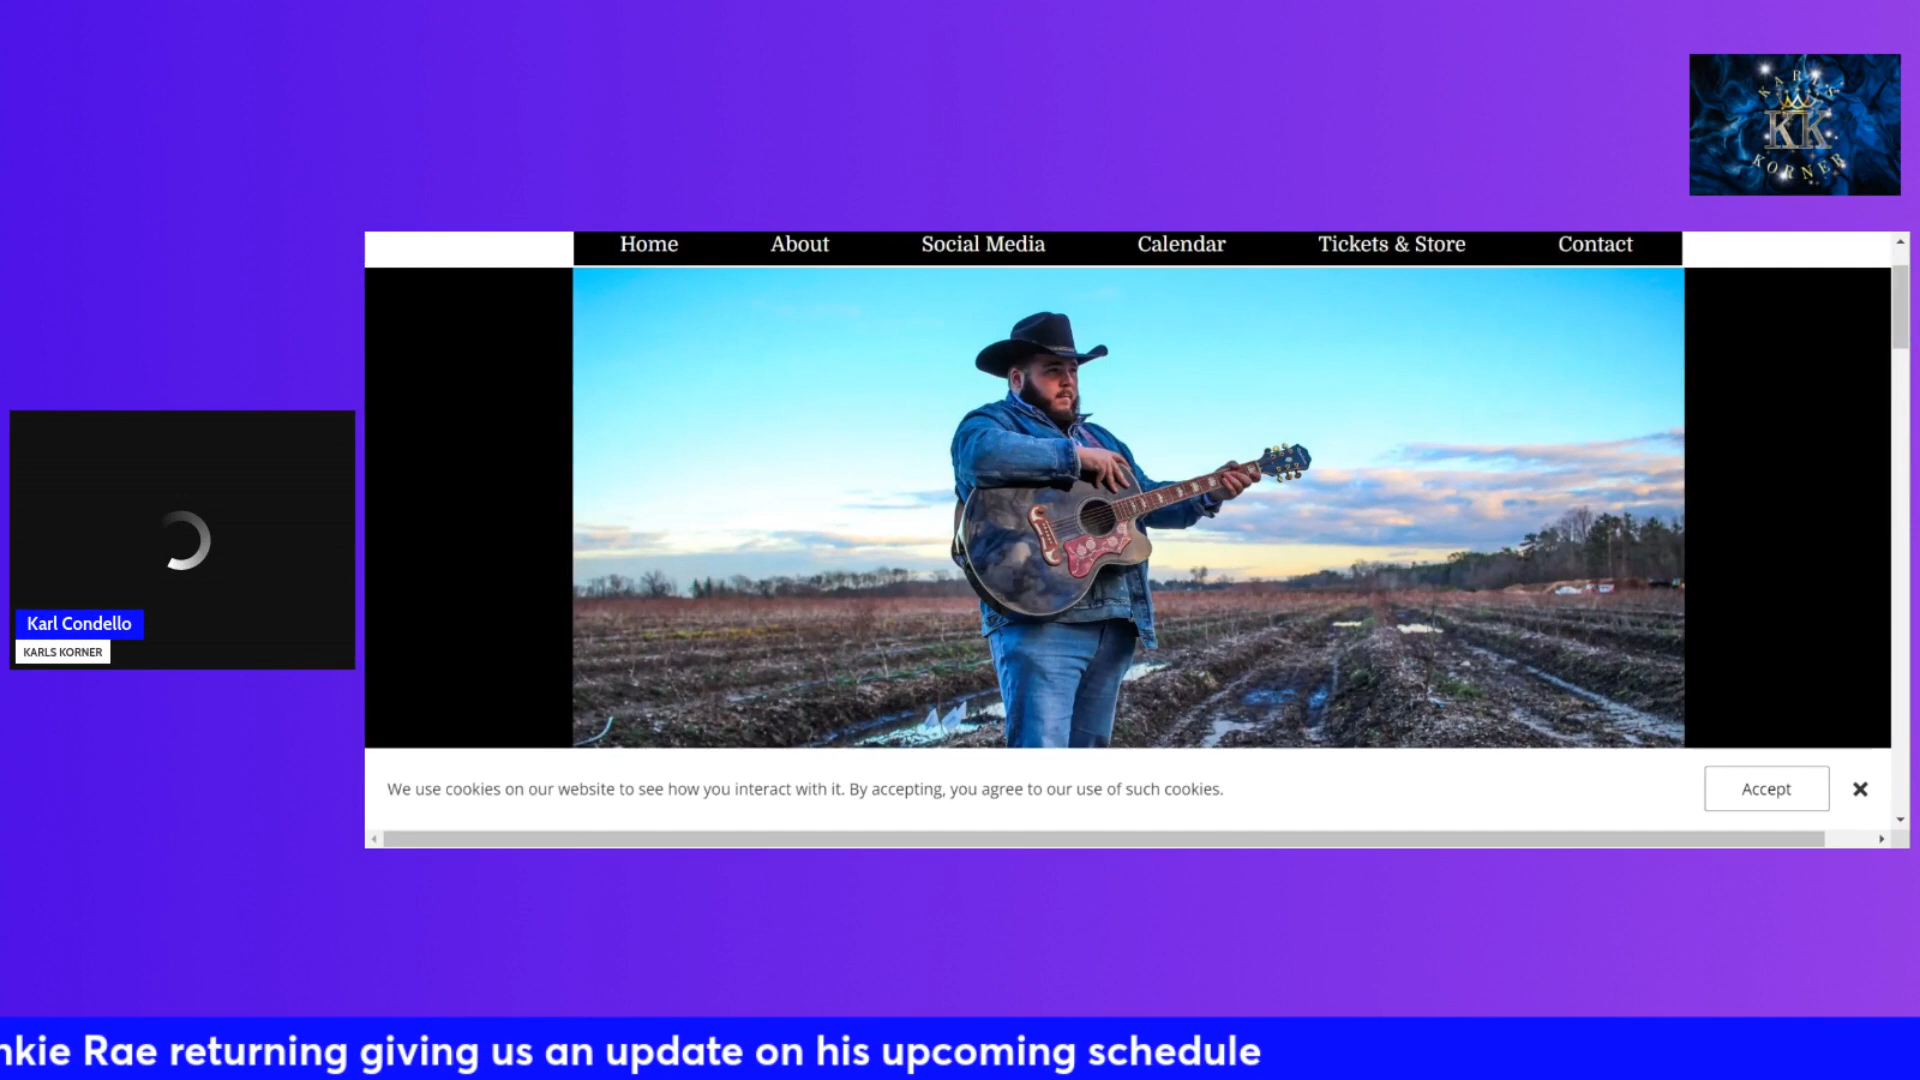 KARLS
KK
KORNER
Home About Social Media Calendar Tickets & Store Contact
Karl Condello
KARLS KORNER
We use cookies on our website to see how you interact with it. By accepting, you agree to our use of such cookies.
Accept
nkie Rae returning giving us an update on his upcoming schedule